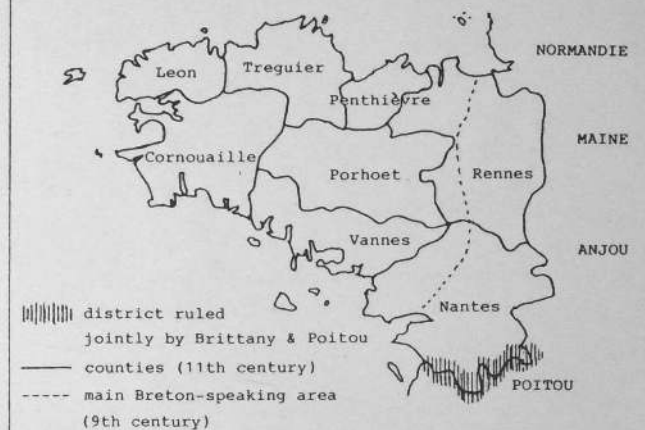 NORMANDIE
Leon
Treguier
Penthièvre
MAINE
Cornouaille
Porhoet
Rennes
Vannes
ANJOU
Nantes
district ruled
jointly by Brittany & Poitou
counties (11th century)
POITOU
main Breton-speaking area
(9th century)